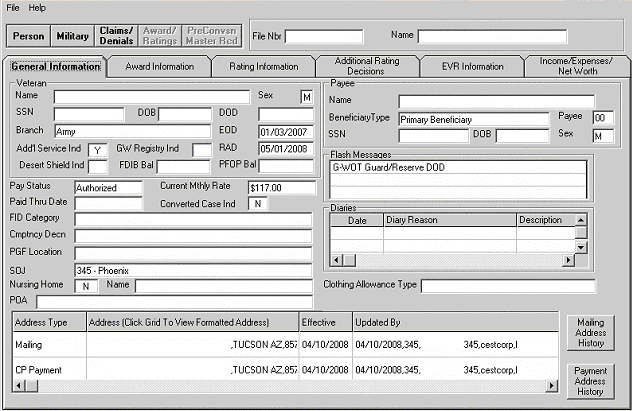 File Help
Person Military Claims/ Denials Award/ Ratings PreConvsn Master Rcd
File Nbr Name
General Information Award Information Rating Information Additional Rating Decisions EVR Information Income/Expenses/ Net Worth
Veteran
Name Sex M
SSN DOB DOD
Branch Army EOD 01/03/2007
Add'l Service Ind Y GW Registry Ind RAD 05/01/2008
Desert Shield Ind FDIB Bal PFOP Bal
Payee
Name
BeneficiaryType Primary Beneficiary Payee 00
SSN DOB Sex M
Flash Messages
G-WOT Guard/Reserve DOD
Pay Status Authorized Current Mthly Rate $117.00
Paid Thru Date Converted Case Ind N
FID Category
Cmptncy Decn
PGF Location
SOJ 345 - Phoenix
Nursing Home N Name
POA
Diaries
Date Diary Reason Description
Clothing Allowance Type
Address Type Address (Click Grid To View Formatted Address) Effective Updated By
Mailing ,TUCSON AZ,857 04/10/2008 04/10/2008,345, 345,cestcorp,I
CP Payment ,TUCSON AZ,857 04/10/2008 04/10/2008,345, 345,cestcorp,I
Mailing
Address
History
Payment
Address
History